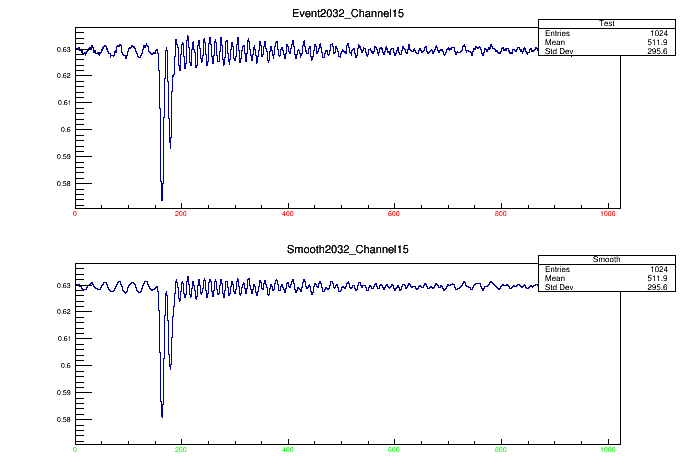 Event2032_Channel15
Test
Entries 1024
Mean 511.9
Std Dev 295.6
0.63
0.62
0.61
0.6
0.59
0.58
0 200 400 600 800 1000
Smooth2032_Channel15
Smooth
Entries 1024
Mean 511.9
Std Dev 295.6
0.63
0.62
0.61
0.6
0.59
0.58
0 200 400 600 800 1000